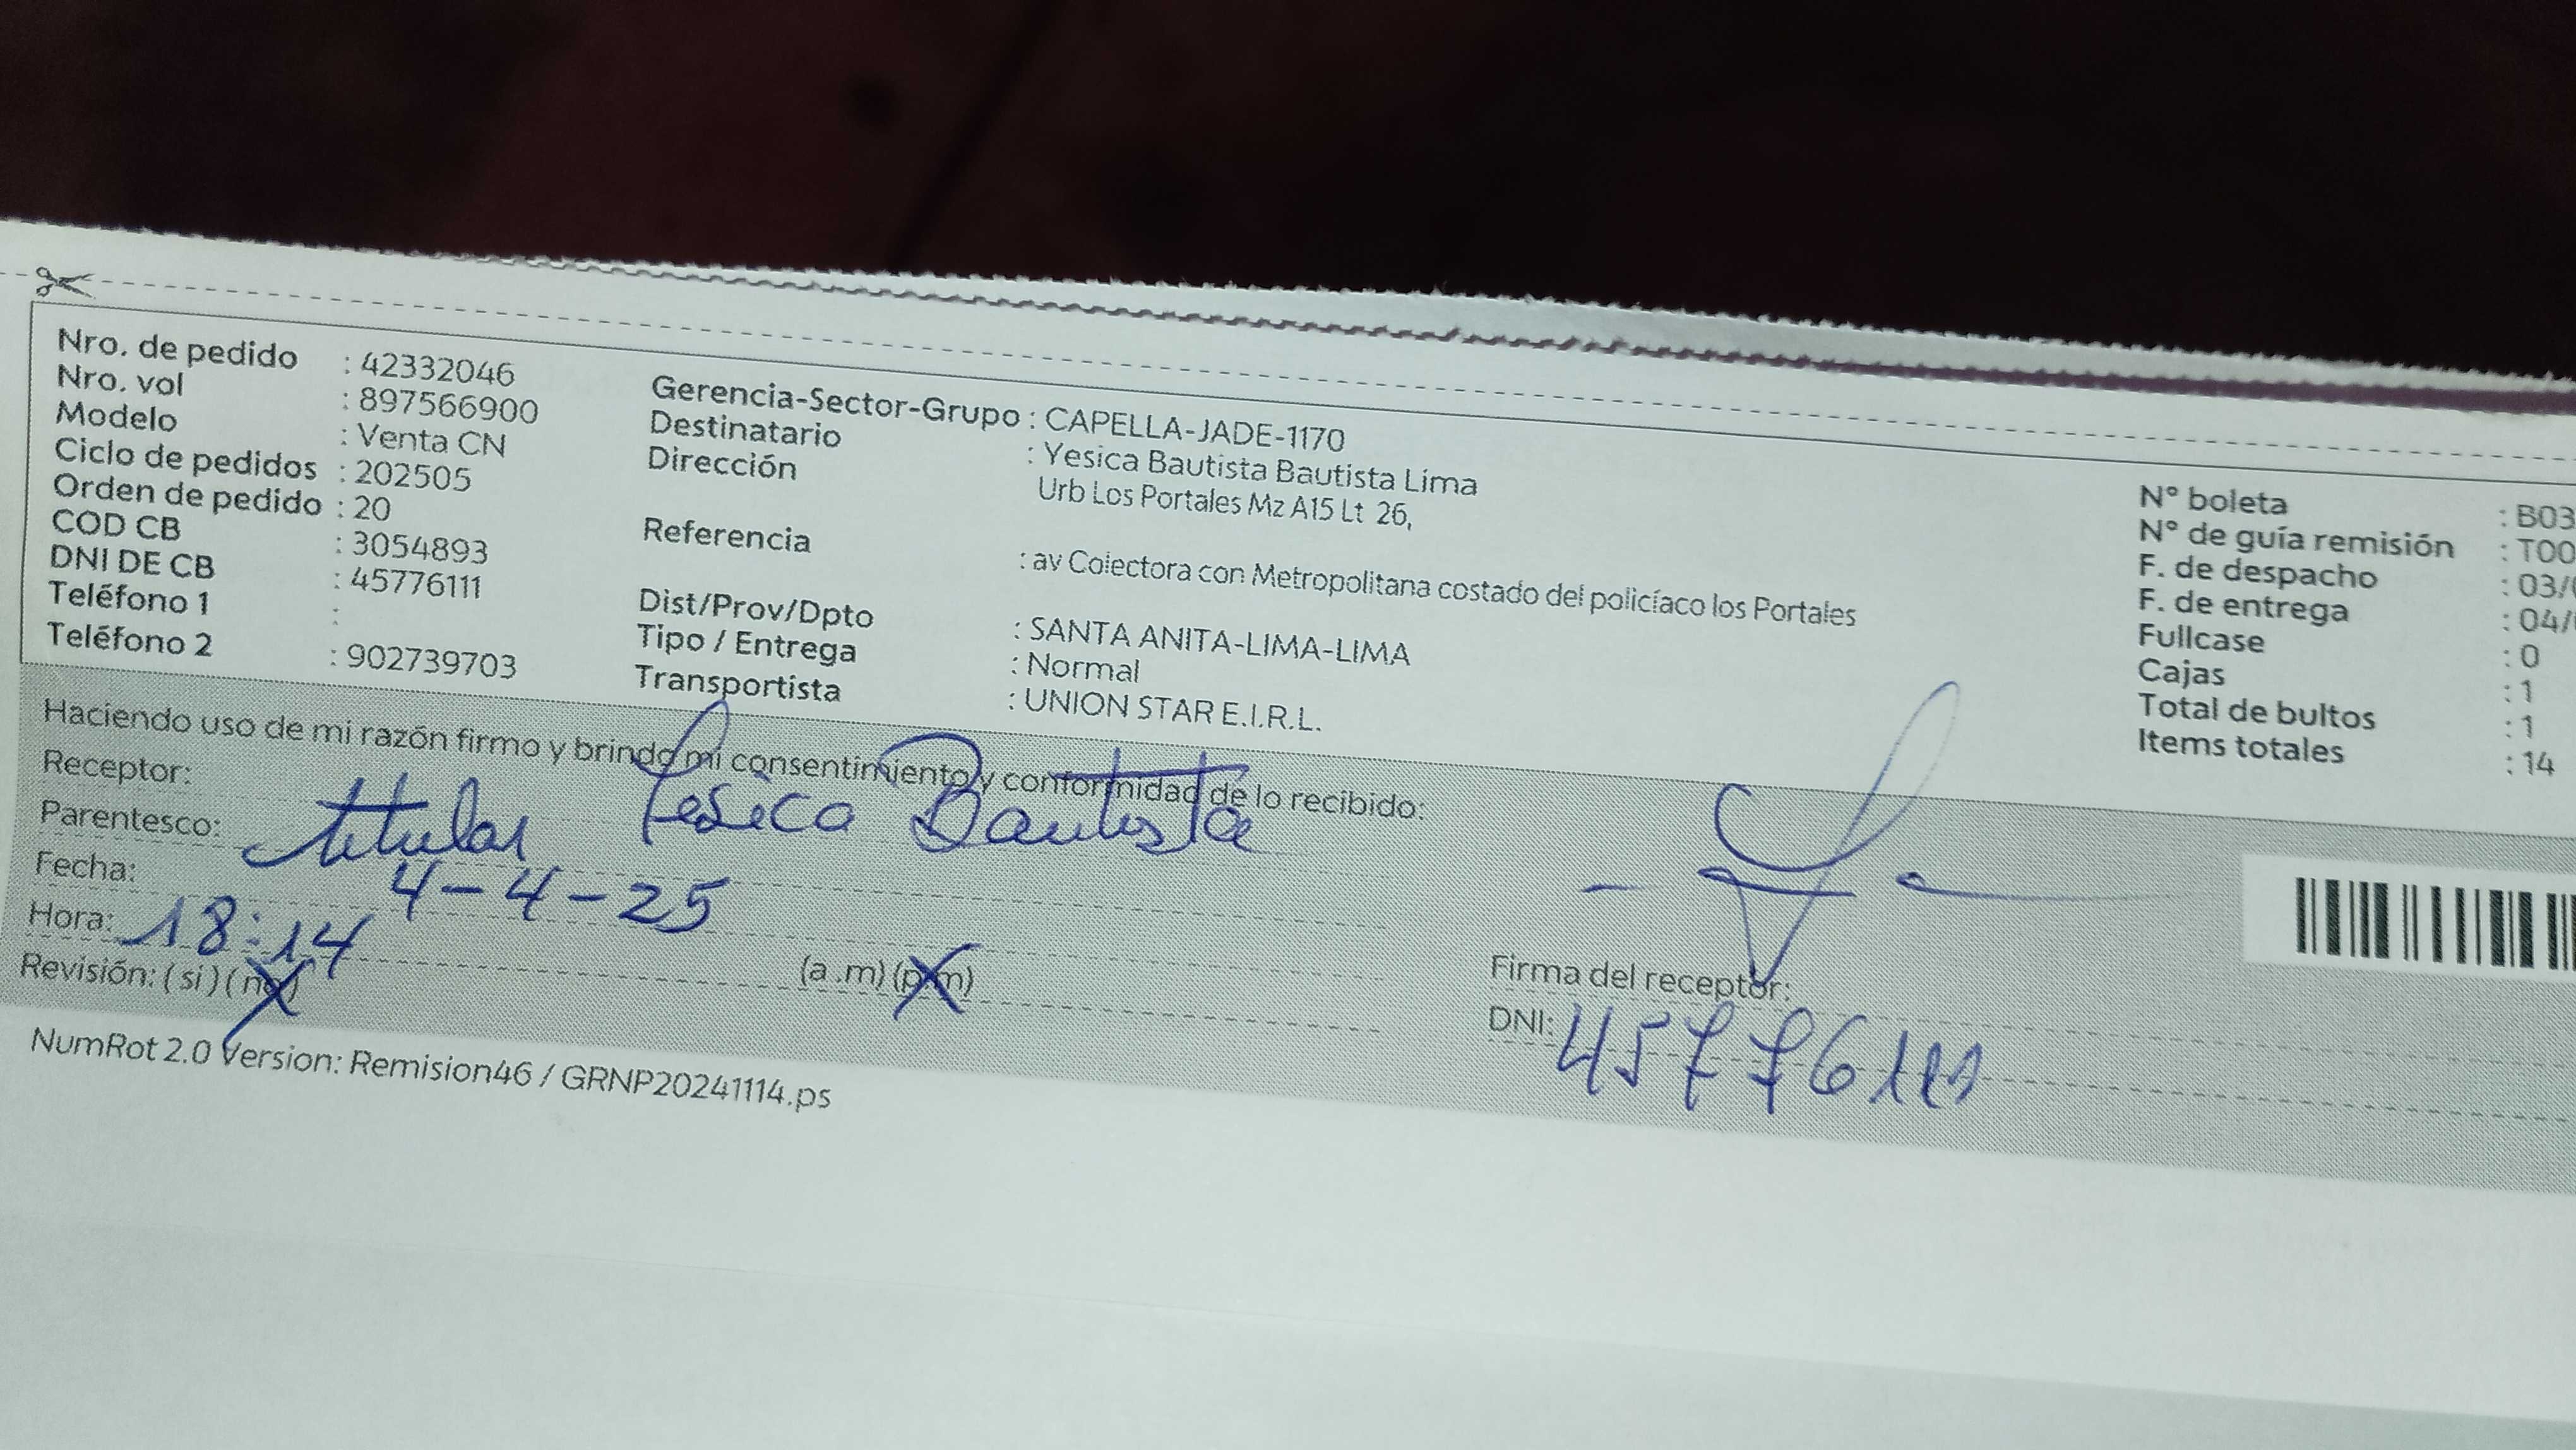 Nro. de pedido : 42332046
Nro. vol : 897566900
Modelo : Venta CN
Ciclo de pedidos : 202505
Orden de pedido : 20
COD CB : 3054893
DNI DE CB : 45776111
Teléfono 1 :
Teléfono 2 : 902739703
Gerencia-Sector-Grupo : CAPELLA-JADE-1170
Destinatario : Yesica Bautista Bautista Lima
Dirección Urb Los Portales Mz A15 Lt 26,
Referencia : av Colectora con Metropolitana costado del policíaco los Portales
Dist/Prov/Dpto : SANTA ANITA-LIMA-LIMA
Tipo / Entrega : Normal
Transportista : UNION STAR E.I.R.L.
N° boleta : B03
N° de guía remisión : T00
F. de despacho : 03/
F. de entrega : 04/
Fullcase : 0
Cajas : 1
Total de bultos : 1
Items totales : 14
Haciendo uso de mi razón firmo y brindo mi consentimiento y conformidad de lo recibido:
Receptor: Yesica Bautista
Parentesco: titular
Fecha: 4-4-25
Hora: 18:14 (a.m) (p.m)
Revisión: (si) (no)
Firma del receptor:
DNI: 45776111
NumRot 2.0 Version: Remision46 / GRNP20241114.ps